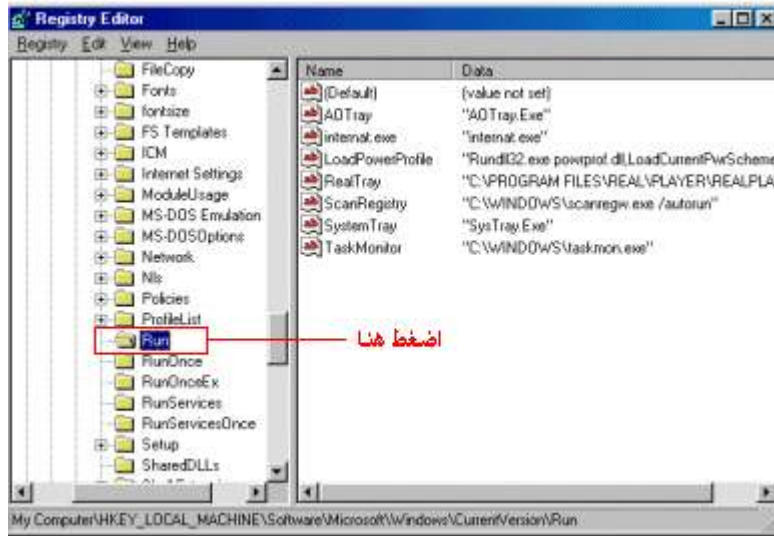 Registry Editor
Registry Edit View Help
FileCopy
Fonts
fontsize
FS Templates
ICM
Internet Settings
ModuleUsage
MS-DOS Emulation
MS-DOSOptions
Network
Nls
Policies
ProfileList
Run
RunOnce
RunOnceEx
RunServices
RunServicesOnce
Setup
SharedDLLs
Name Data
(Default) (value not set)
AOTray "AOTray.Exe"
internat.exe "internat.exe"
LoadPowerProfile "Rundll32.exe powrprof.dll,LoadCurrentPwrScheme
RealTray "C:\PROGRAM FILES\REAL\PLAYER\REALPLA
ScanRegistry "C:\WINDOWS\scanregw.exe /autorun"
SystemTray "SysTray.Exe"
TaskMonitor "C:\WINDOWS\taskmon.exe"
اضغط هنا
My Computer\HKEY_LOCAL_MACHINE\Software\Microsoft\Windows\CurrentVersion\Run